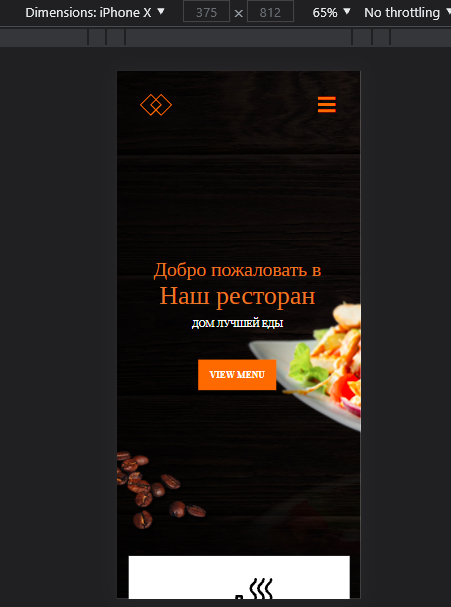 Dimensions: iPhone X ▼ 375 × 812 65% ▼ No throttling ▼
Добро пожаловать в
Наш ресторан
ДОМ ЛУЧШЕЙ ЕДЫ
VIEW MENU